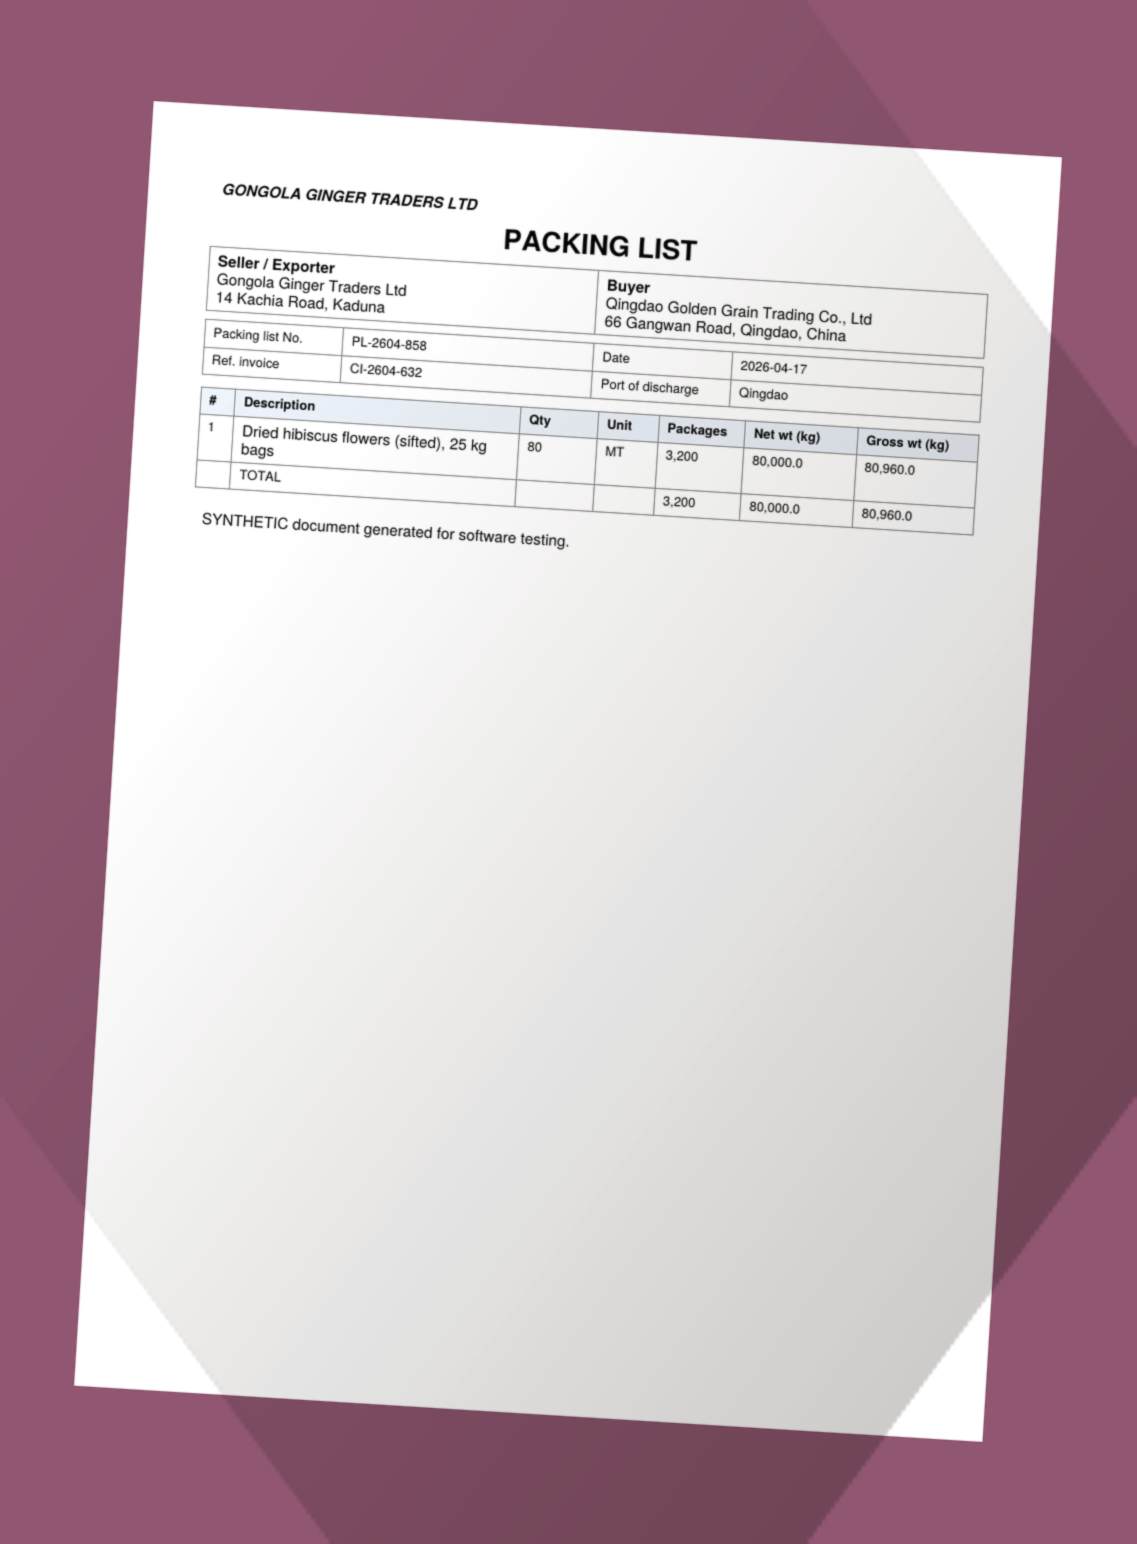 GONGOLA GINGER TRADERS LTD
PACKING LIST
Seller / Exporter
Gongola Ginger Traders Ltd
14 Kachia Road, Kaduna
Buyer
Qingdao Golden Grain Trading Co., Ltd
66 Gangwan Road, Qingdao, China
Packing list No. PL-2604-858 Date 2026-04-17
Ref. invoice CI-2604-632 Port of discharge Qingdao
# Description Qty Unit Packages Net wt (kg) Gross wt (kg)
1 Dried hibiscus flowers (sifted), 25 kg 80 MT 3,200 80,000.0 80,960.0
bags
TOTAL 3,200 80,000.0 80,960.0
SYNTHETIC document generated for software testing.